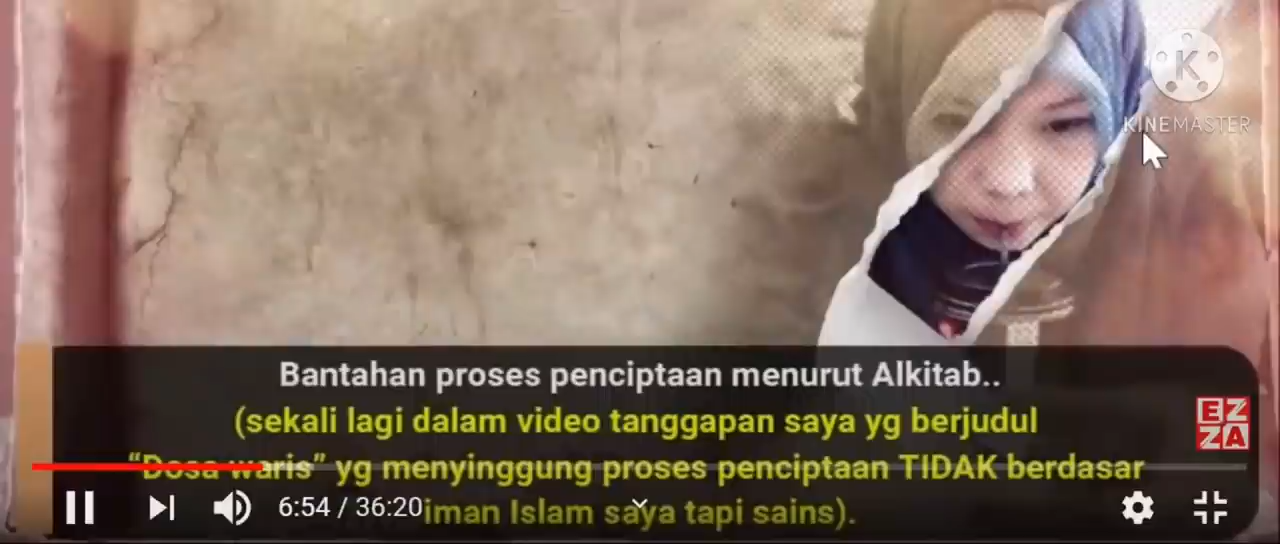 K
KINEMASTER
Bantahan proses penciptaan menurut Alkitab..
(sekali lagi dalam video tanggapan saya yg berjudul
“Dosa waris” yg menyinggung proses penciptaan TIDAK berdasar
iman Islam saya tapi sains).
EZ
ZA
6:54 / 36:20